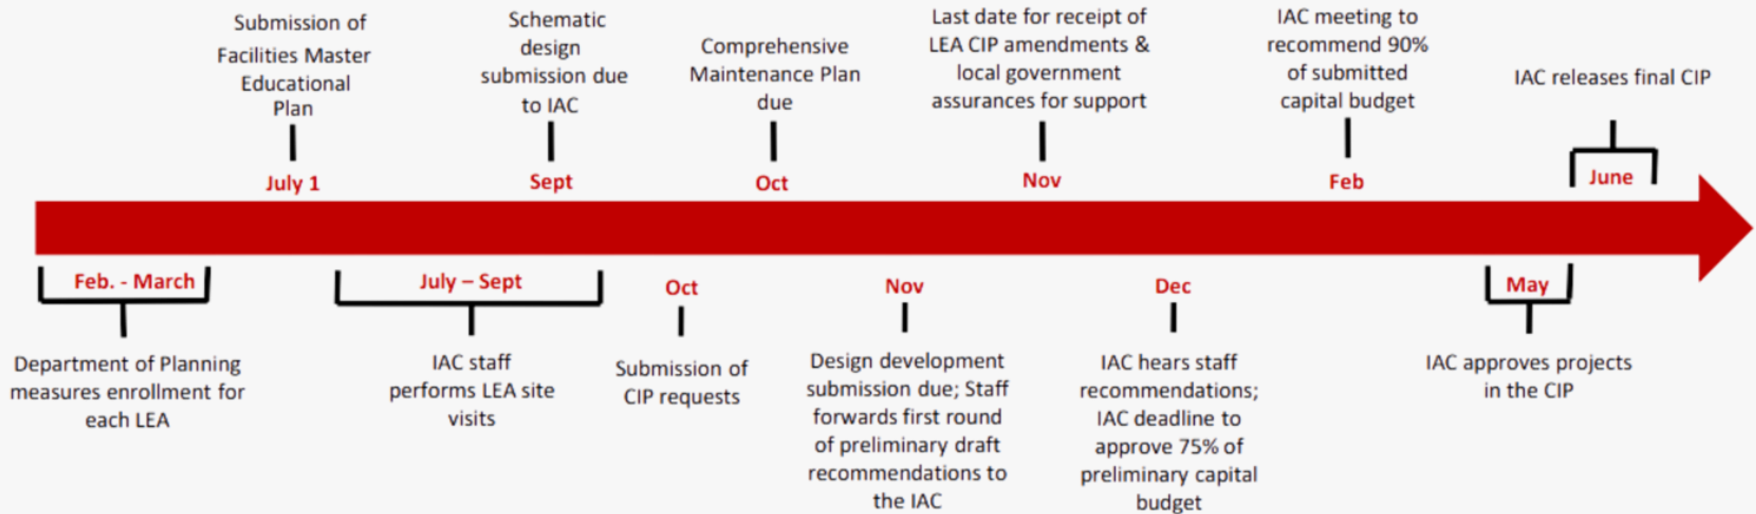 Submission of
Facilities Master
Educational
Plan
July 1
Schematic
design
submission due
to IAC
Sept
Comprehensive
Maintenance Plan
due
Oct
Last date for receipt of
LEA CIP amendments &
local government
assurances for support
Nov
IAC meeting to
recommend 90%
of submitted
capital budget
Feb
IAC releases final CIP
June
Feb. - March
Department of Planning
measures enrollment for
each LEA
July – Sept
IAC staff
performs LEA site
visits
Oct
Submission of
CIP requests
Nov
Design development
submission due; Staff
forwards first round
of preliminary draft
recommendations to
the IAC
Dec
IAC hears staff
recommendations;
IAC deadline to
approve 75% of
preliminary capital
budget
May
IAC approves projects
in the CIP